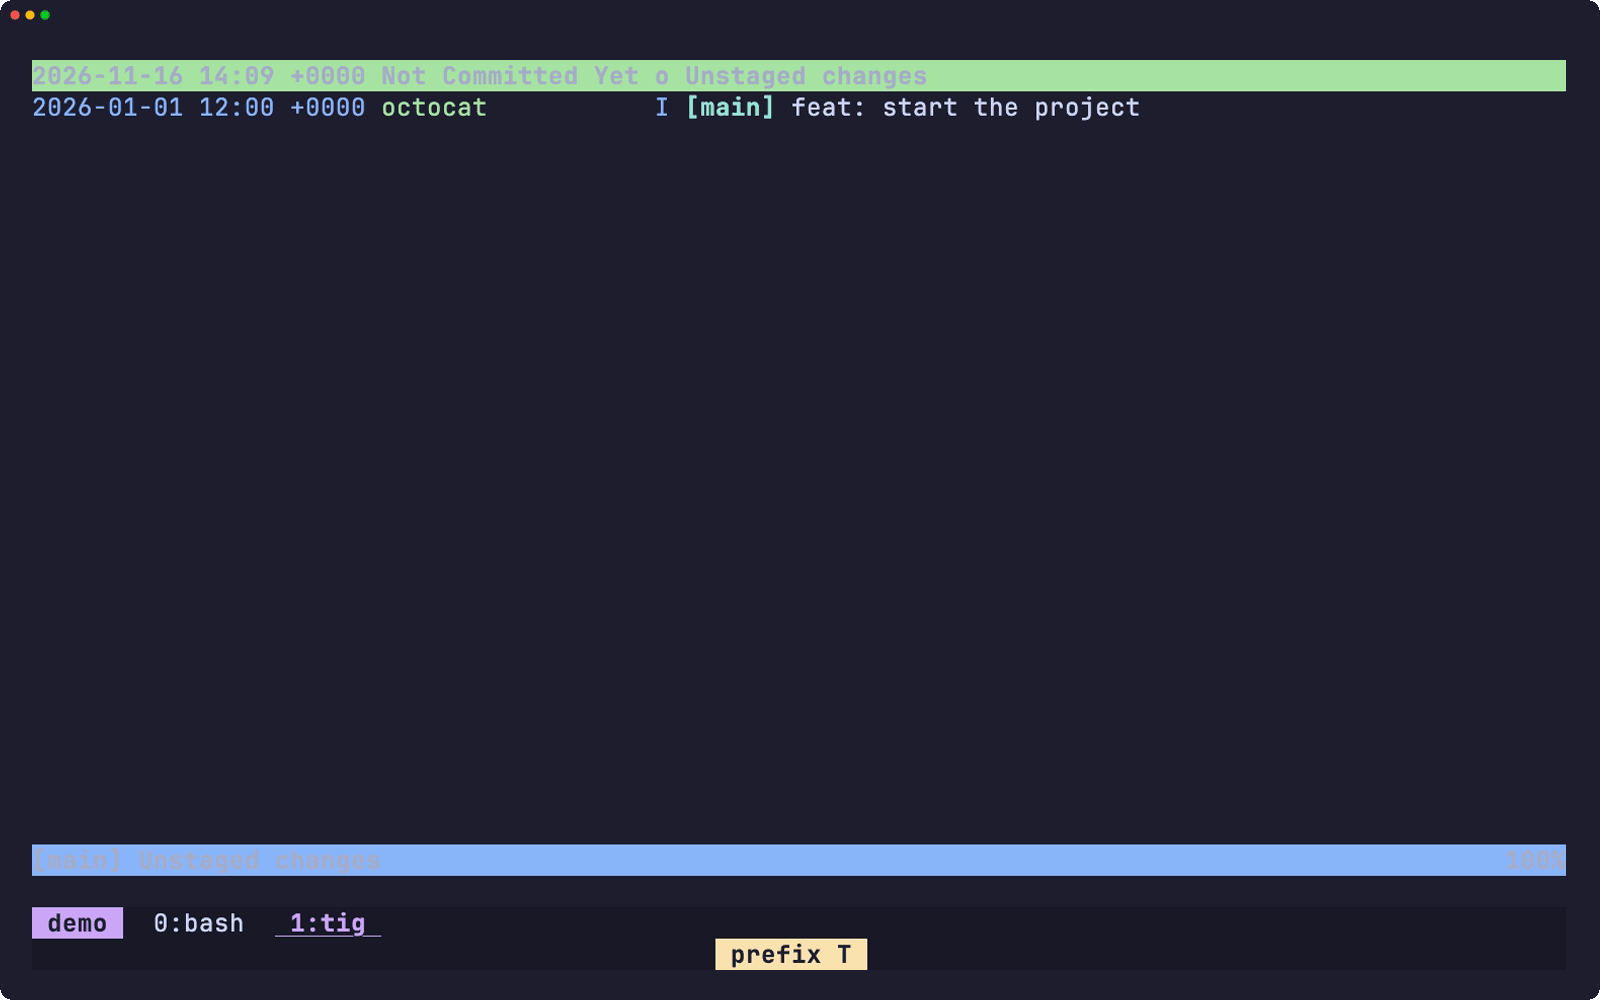 2026-11-16 14:09 +0000 Not Committed Yet o Unstaged changes
2026-01-01 12:00 +0000 octocat I [main] feat: start the project
[main] Unstaged changes 100%
demo 0:bash 1:tig
prefix T